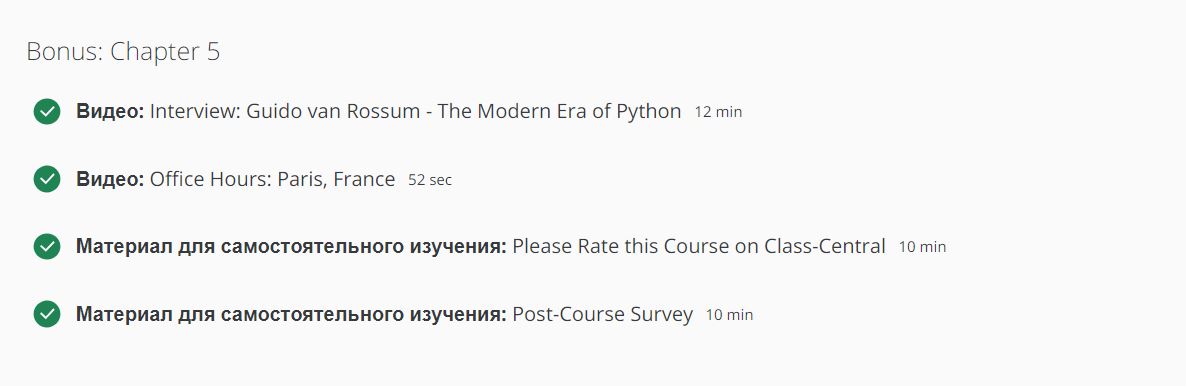 Bonus: Chapter 5
Видео: Interview: Guido van Rossum - The Modern Era of Python 12 min
Видео: Office Hours: Paris, France 52 sec
Материал для самостоятельного изучения: Please Rate this Course on Class-Central 10 min
Материал для самостоятельного изучения: Post-Course Survey 10 min